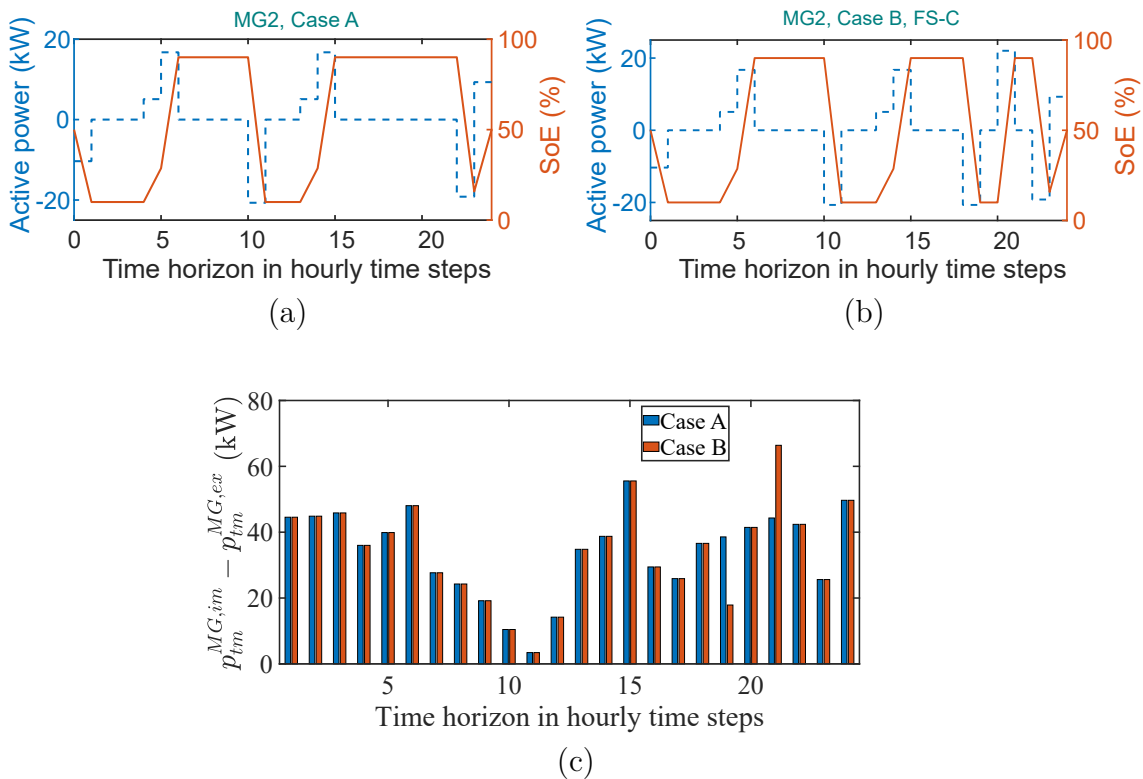 MG2, Case A
20
0
-20
Active power (kW)
100
50
0
SoE (%)
0 5 10 15 20
Time horizon in hourly time steps
(a)
MG2, Case B, FS-C
20
0
-20
Active power (kW)
100
50
0
SoE (%)
0 5 10 15 20
Time horizon in hourly time steps
(b)
80
60
40
20
0
p_{tm}^{MG,im} − p_{tm}^{MG,ex} (kW)
Case A
Case B
5 10 15 20
Time horizon in hourly time steps
(c)